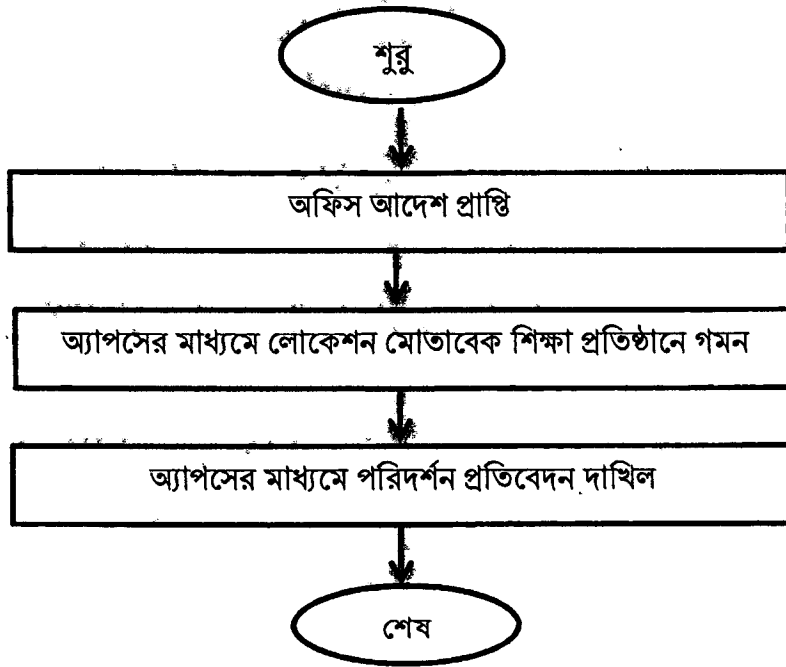 শুরু
অফিস আদেশ প্রাপ্তি
অ্যাপসের মাধ্যমে লোকেশন মোতাবেক শিক্ষা প্রতিষ্ঠানে গমন
অ্যাপসের মাধ্যমে পরিদর্শন প্রতিবেদন দাখিল
শেষ